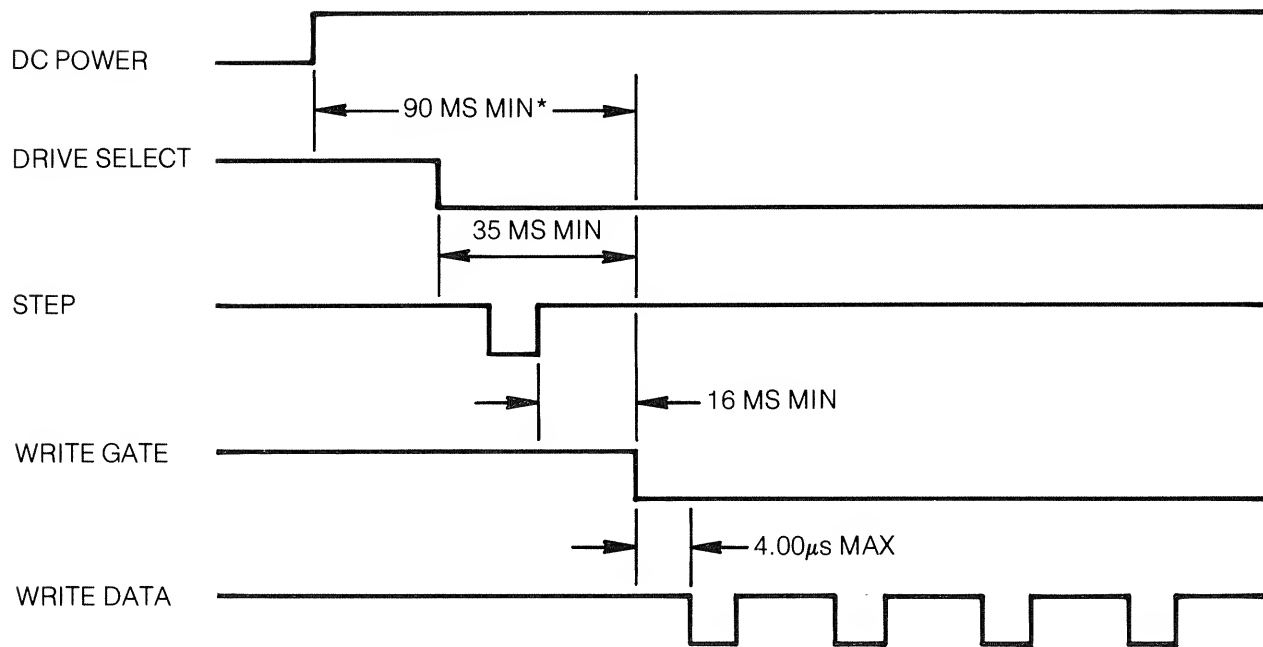 DC POWER
90 MS MIN*
DRIVE SELECT
35 MS MIN
STEP
16 MS MIN
WRITE GATE
4.00μs MAX
WRITE DATA